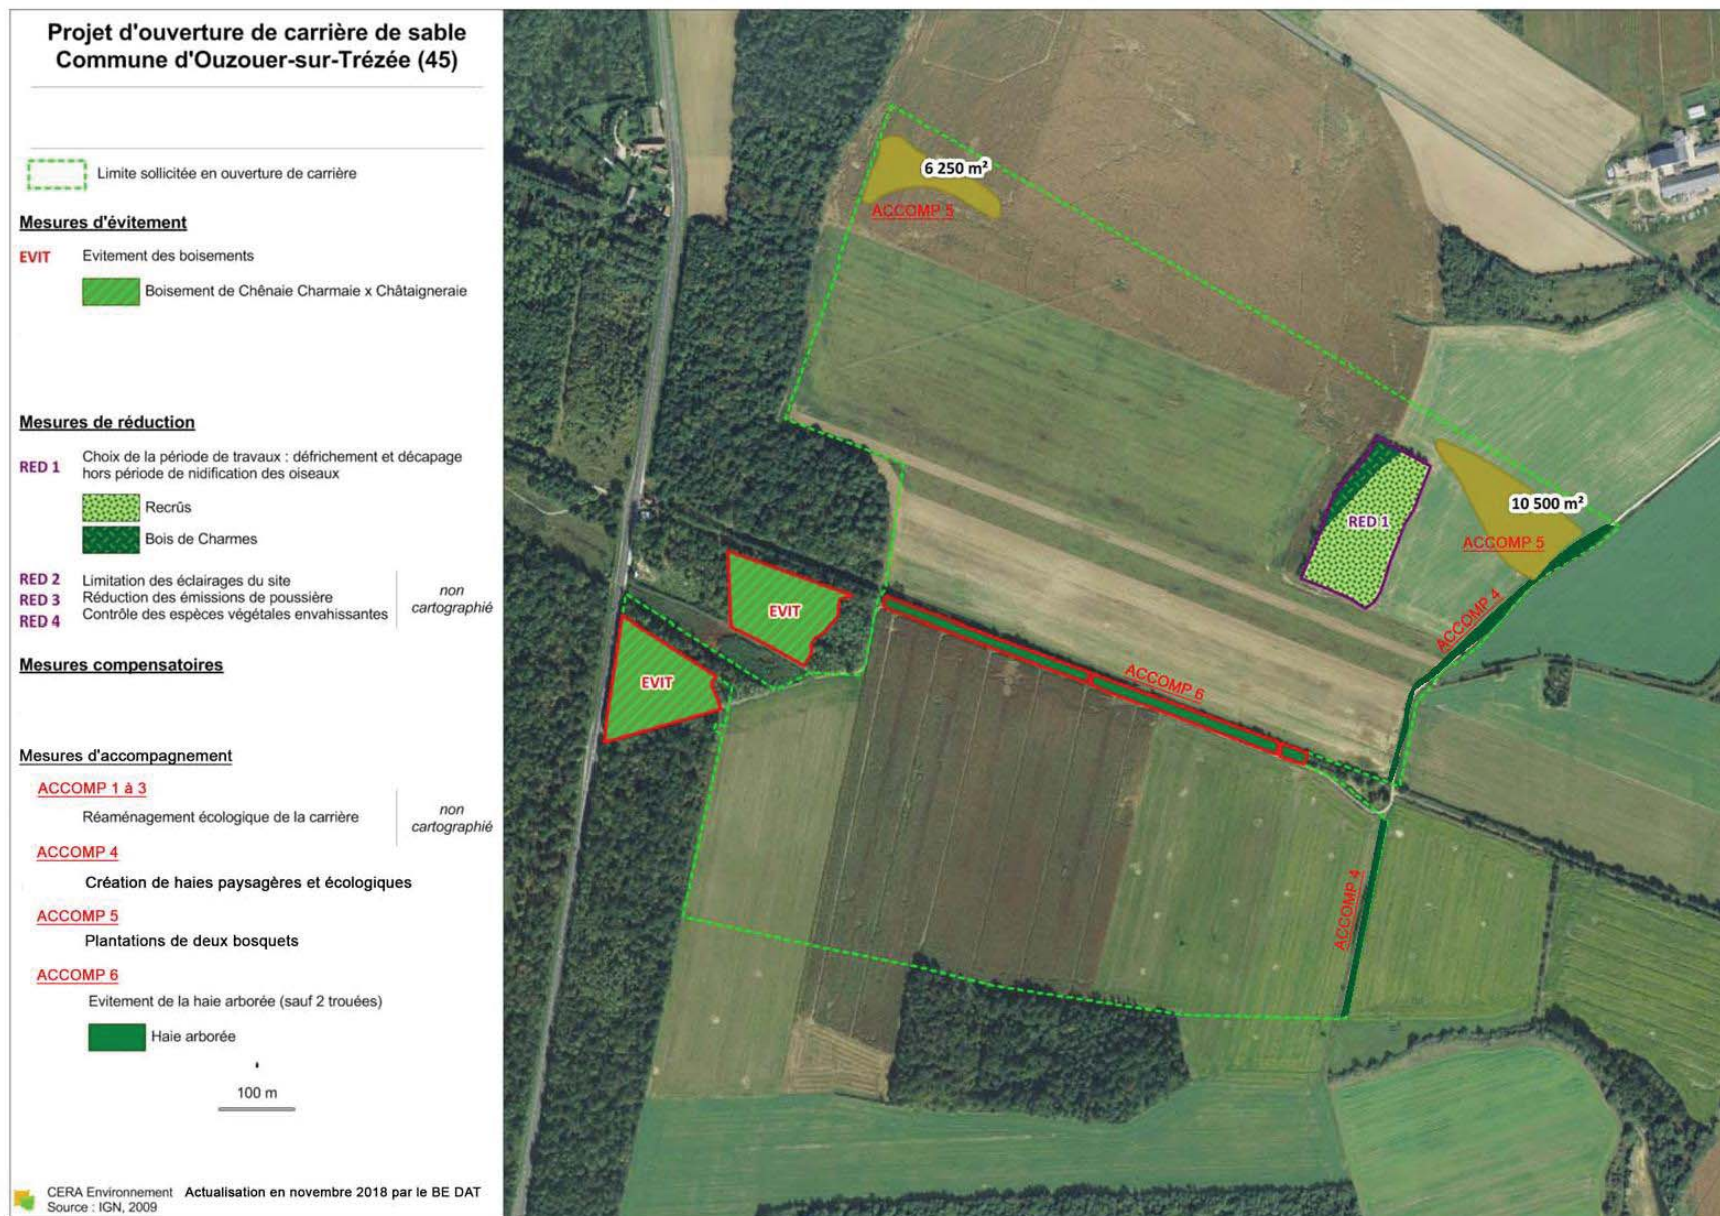 Projet d'ouverture de carrière de sable
Commune d'Ouzouer-sur-Trézée (45)
Limite sollicitée en ouverture de carrière
Mesures d'évitement
EVIT Evitement des boisements
Boisement de Chênaie Charmaie x Châtaigneraie
Mesures de réduction
RED 1 Choix de la période de travaux : défrichement et décapage
hors période de nidification des oiseaux
Recrûs
Bois de Charmes
RED 2 Limitation des éclairages du site
RED 3 Réduction des émissions de poussière
RED 4 Contrôle des espèces végétales envahissantes
non
cartographié
Mesures compensatoires
Mesures d'accompagnement
ACCOMP 1 à 3
Réaménagement écologique de la carrière
non
cartographié
ACCOMP 4
Création de haies paysagères et écologiques
ACCOMP 5
Plantations de deux bosquets
ACCOMP 6
Evitement de la haie arborée (sauf 2 trouées)
Haie arborée
100 m
CERA Environnement Actualisation en novembre 2018 par le BE DAT
Source : IGN, 2009
6 250 m²
ACCOMP 5
10 500 m²
ACCOMP 5
RED 1
EVIT
EVIT
ACCOMP 4
ACCOMP 6
ACCOMP 4